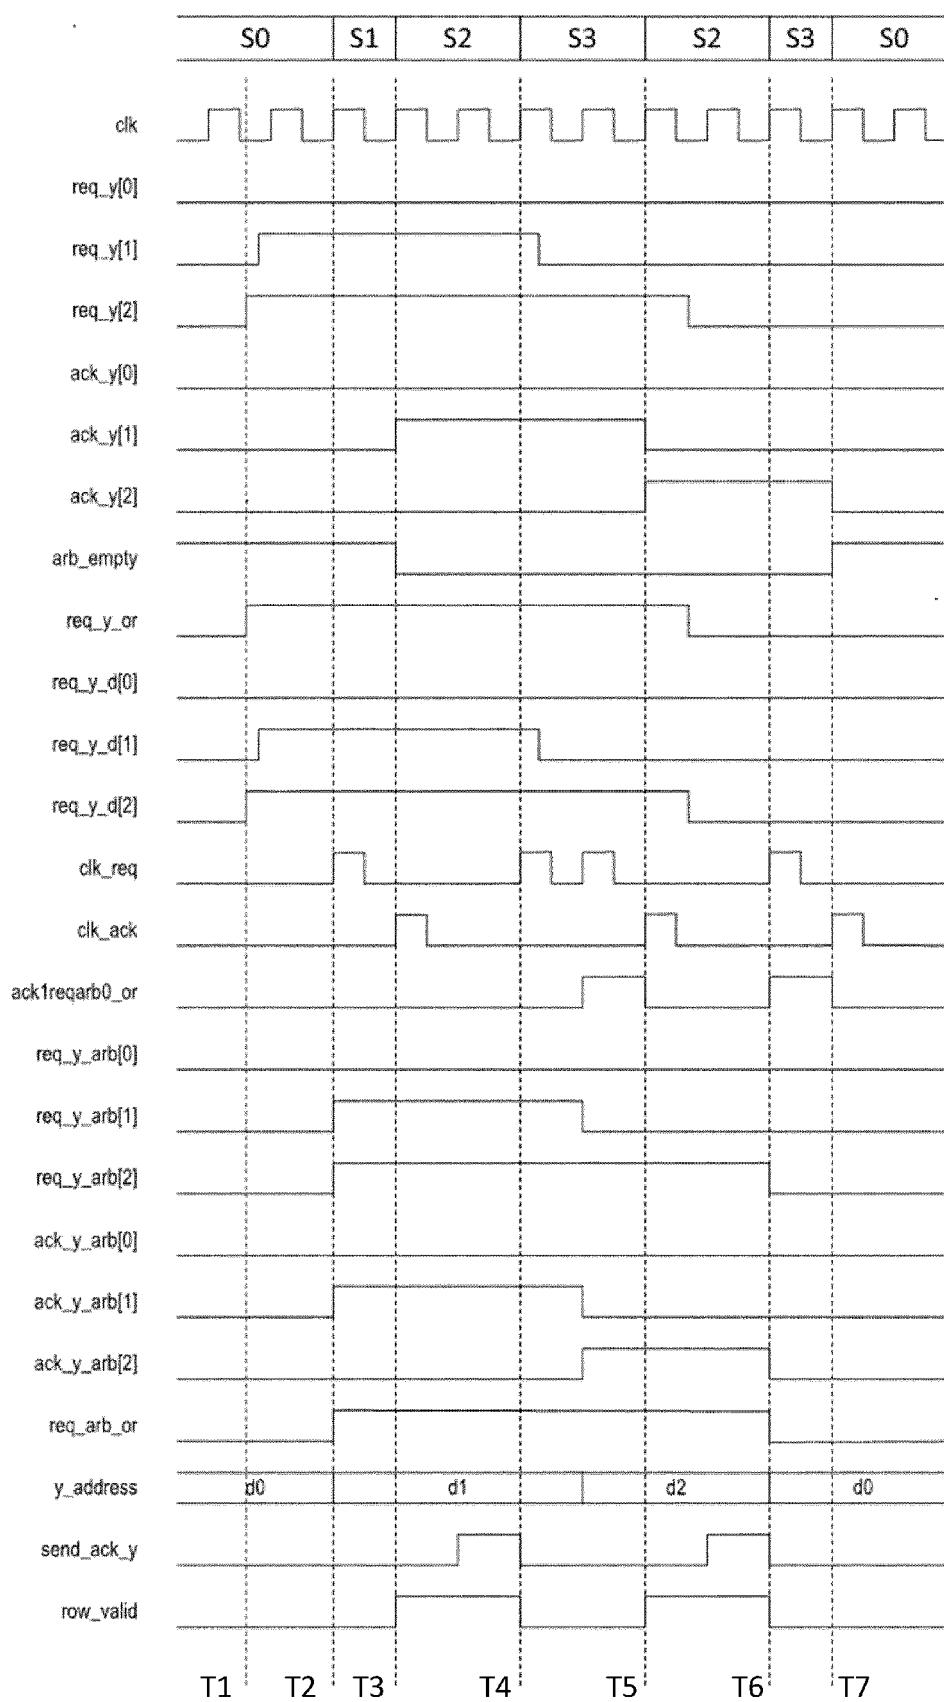 S0 S1 S2 S3 S2 S3 S0
clk
req_y[0]
req_y[1]
req_y[2]
ack_y[0]
ack_y[1]
ack_y[2]
arb_empty
req_y_or
req_y_d[0]
req_y_d[1]
req_y_d[2]
clk_req
clk_ack
ack1reqarb0_or
req_y_arb[0]
req_y_arb[1]
req_y_arb[2]
ack_y_arb[0]
ack_y_arb[1]
ack_y_arb[2]
req_arb_or
y_address d0 d1 d2 d0
send_ack_y
row_valid
T1 T2 T3 T4 T5 T6 T7